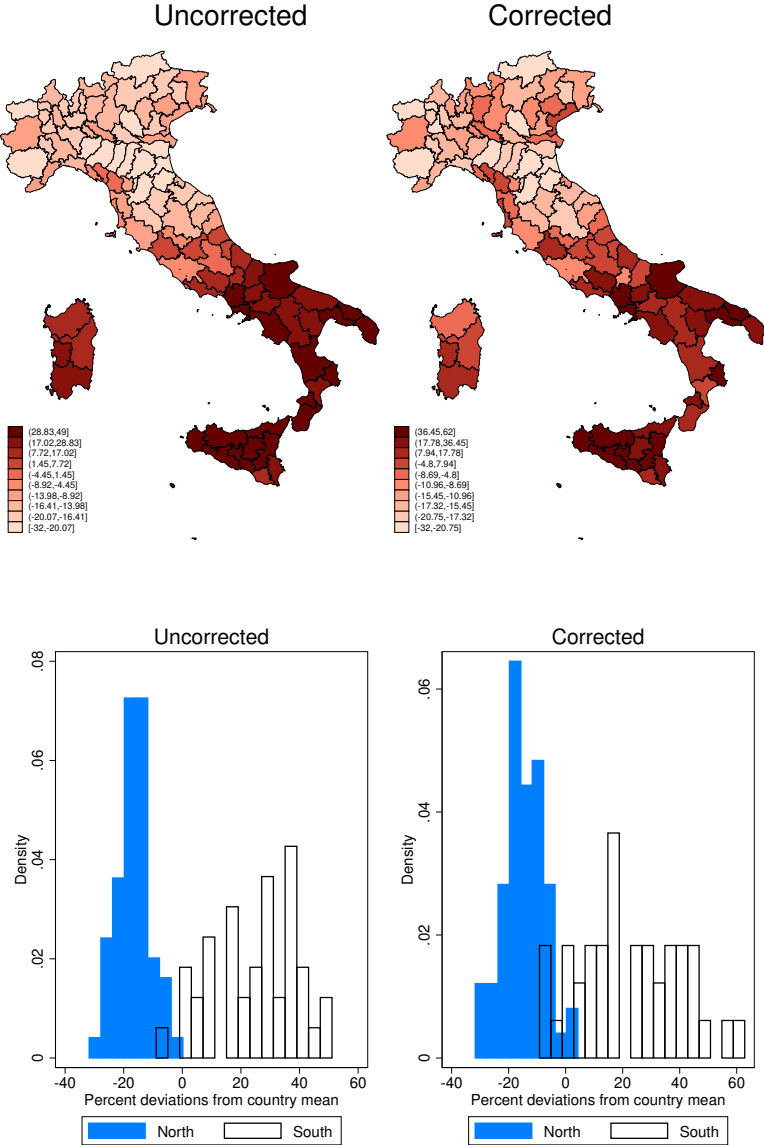 Uncorrected
Corrected
(28.83,49]
(17.02,28.83]
(7.72,17.02]
(1.45,7.72]
(-4.45,1.45]
(-8.92,-4.45]
(-13.98,-8.92]
(-16.41,-13.98]
(-20.07,-16.41]
[-32,-20.07]
(36.45,62]
(17.78,36.45]
(7.94,17.78]
(-4.8,7.94]
(-8.69,-4.8]
(-10.96,-8.69]
(-15.45,-10.96]
(-17.32,-15.45]
(-20.75,-17.32]
[-32,-20.75]
Uncorrected
Density
.08
.06
.04
.02
0
-40 -20 0 20 40 60
Percent deviations from country mean
North South
Corrected
Density
.06
.04
.02
0
-40 -20 0 20 40 60
Percent deviations from country mean
North South